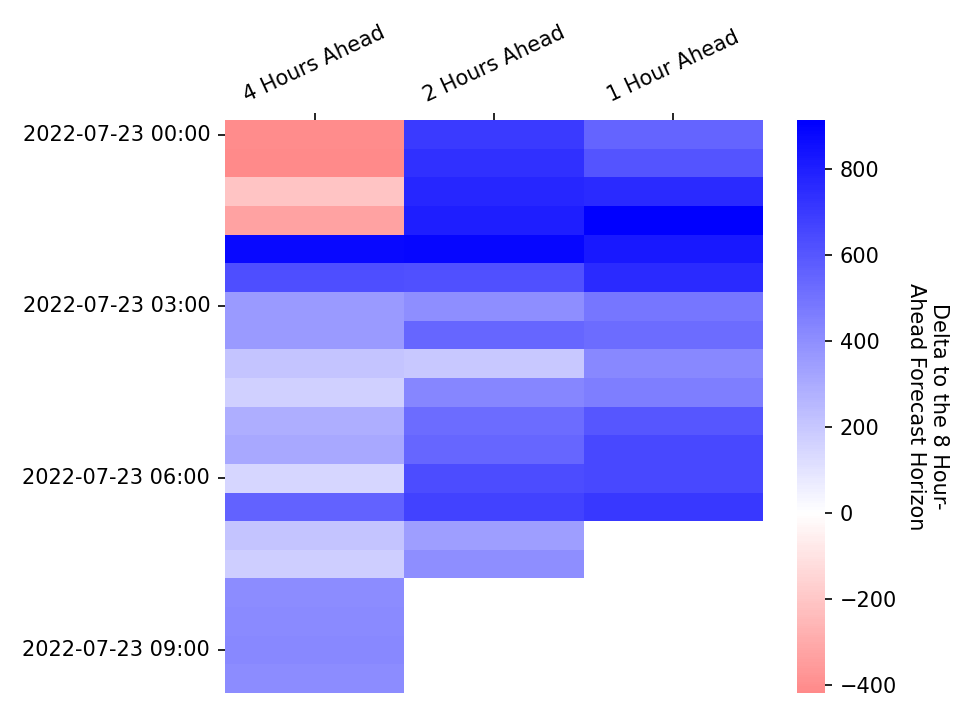 4 Hours Ahead
2 Hours Ahead
1 Hour Ahead
2022-07-23 00:00
2022-07-23 03:00
2022-07-23 06:00
2022-07-23 09:00
800
600
400
200
0
−200
−400
Delta to the 8 Hour-
Ahead Forecast Horizon